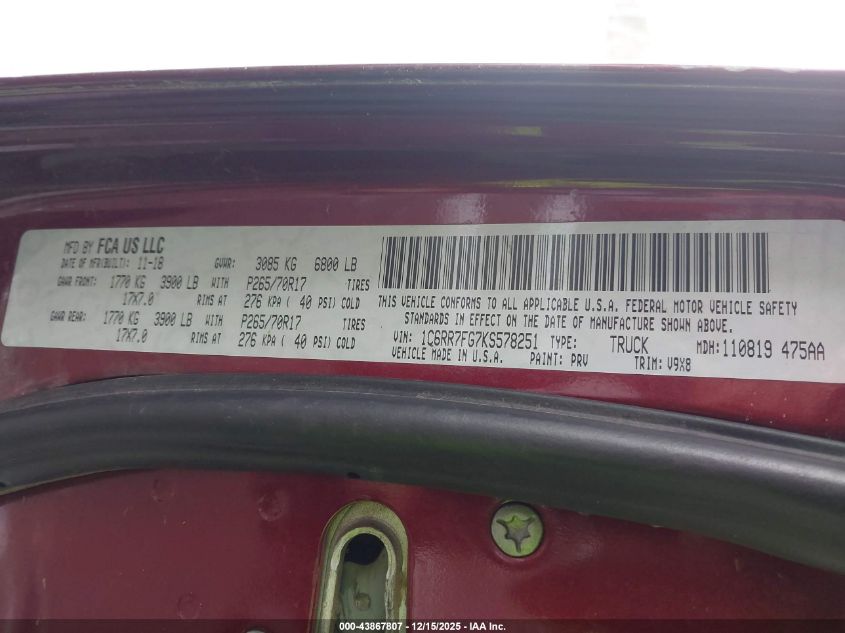 MFD BY FCA US LLC
DATE OF MFR(BUILT): 11-18 GVWR: 3085 KG 6800 LB
GAWR FRONT: 1770 KG 3900 LB WITH P265/70R17 TIRES
17X7.0 RIMS AT 276 KPA ( 40 PSI) COLD
GAWR REAR: 1770 KG 3900 LB WITH P265/70R17 TIRES
17X7.0 RIMS AT 276 KPA ( 40 PSI) COLD
THIS VEHICLE CONFORMS TO ALL APPLICABLE U.S.A. FEDERAL MOTOR VEHICLE SAFETY
STANDARDS IN EFFECT ON THE DATE OF MANUFACTURE SHOWN ABOVE.
VIN: 1C6RR7FG7KS578251 TYPE: TRUCK MDH: 110819 475AA
VEHICLE MADE IN U.S.A. PAINT: PRV TRIM: V9X8
000-43867807 - 12/15/2025 - IAA Inc.